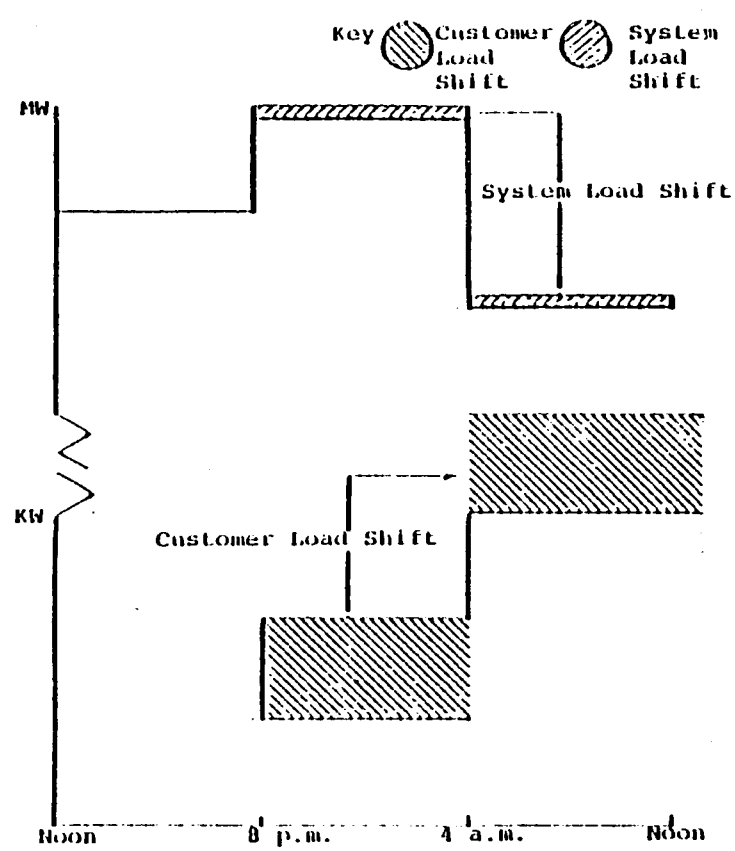 Key Customer Load Shift
System Load Shift
MW
System Load Shift
KW
Customer Load Shift
Noon 8 p.m. 4 a.m. Noon